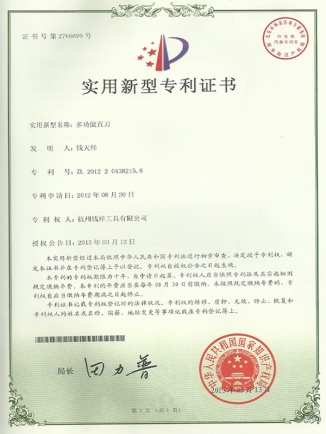 证书号第2766699号
实用新型专利证书
实用新型名称：多功能直刀
发明人：钱天样
专利号：ZL 2012 2 0438215.8
专利申请日：2012年08月30日
专利权人：杭州钱样工具有限公司
授权公告日：2013年03月13日
本实用新型经过本局依照中华人民共和国专利法进行初步审查，决定授予专利权，颁
发本证书并在专利登记簿上予以登记。专利权自授权公告之日起生效。
本专利的专利权期限为十年，自申请日起算。专利权人应当依照专利法及其实施细则规
定缴纳年费。本专利的年费应当在每年08月30日前缴纳。未按照规定缴纳年费的，专
利权自应当缴纳年费期满之日起终止。
专利证书记载专利权登记时的法律状况。专利权的转移、质押、无效、终止、恢复和
专利权人的姓名或名称、国籍、地址变更等事项记载在专利登记簿上。
局长 田力普
中华人民共和国国家知识产权局
2013年03月13日
第1页（共1页）